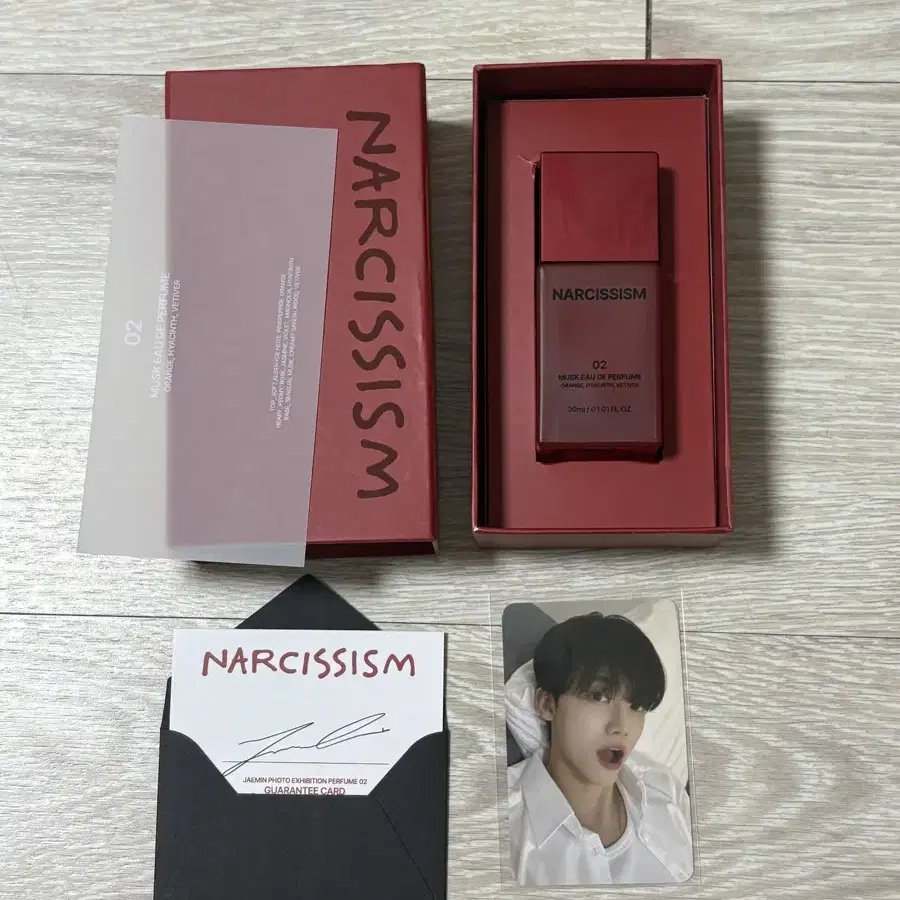 NARCISSISM
02
MUSK EAU DE PERFUME
ORANGE, HYACINTH, VETIVER
NARCISSISM
02
MUSK EAU DE PERFUME
ORANGE, HYACINTH, VETIVER
30ml / e1.01 FL.OZ
NARCISSISM
JAEMIN PHOTO EXHIBITION PERFUME 02
GUARANTEE CARD